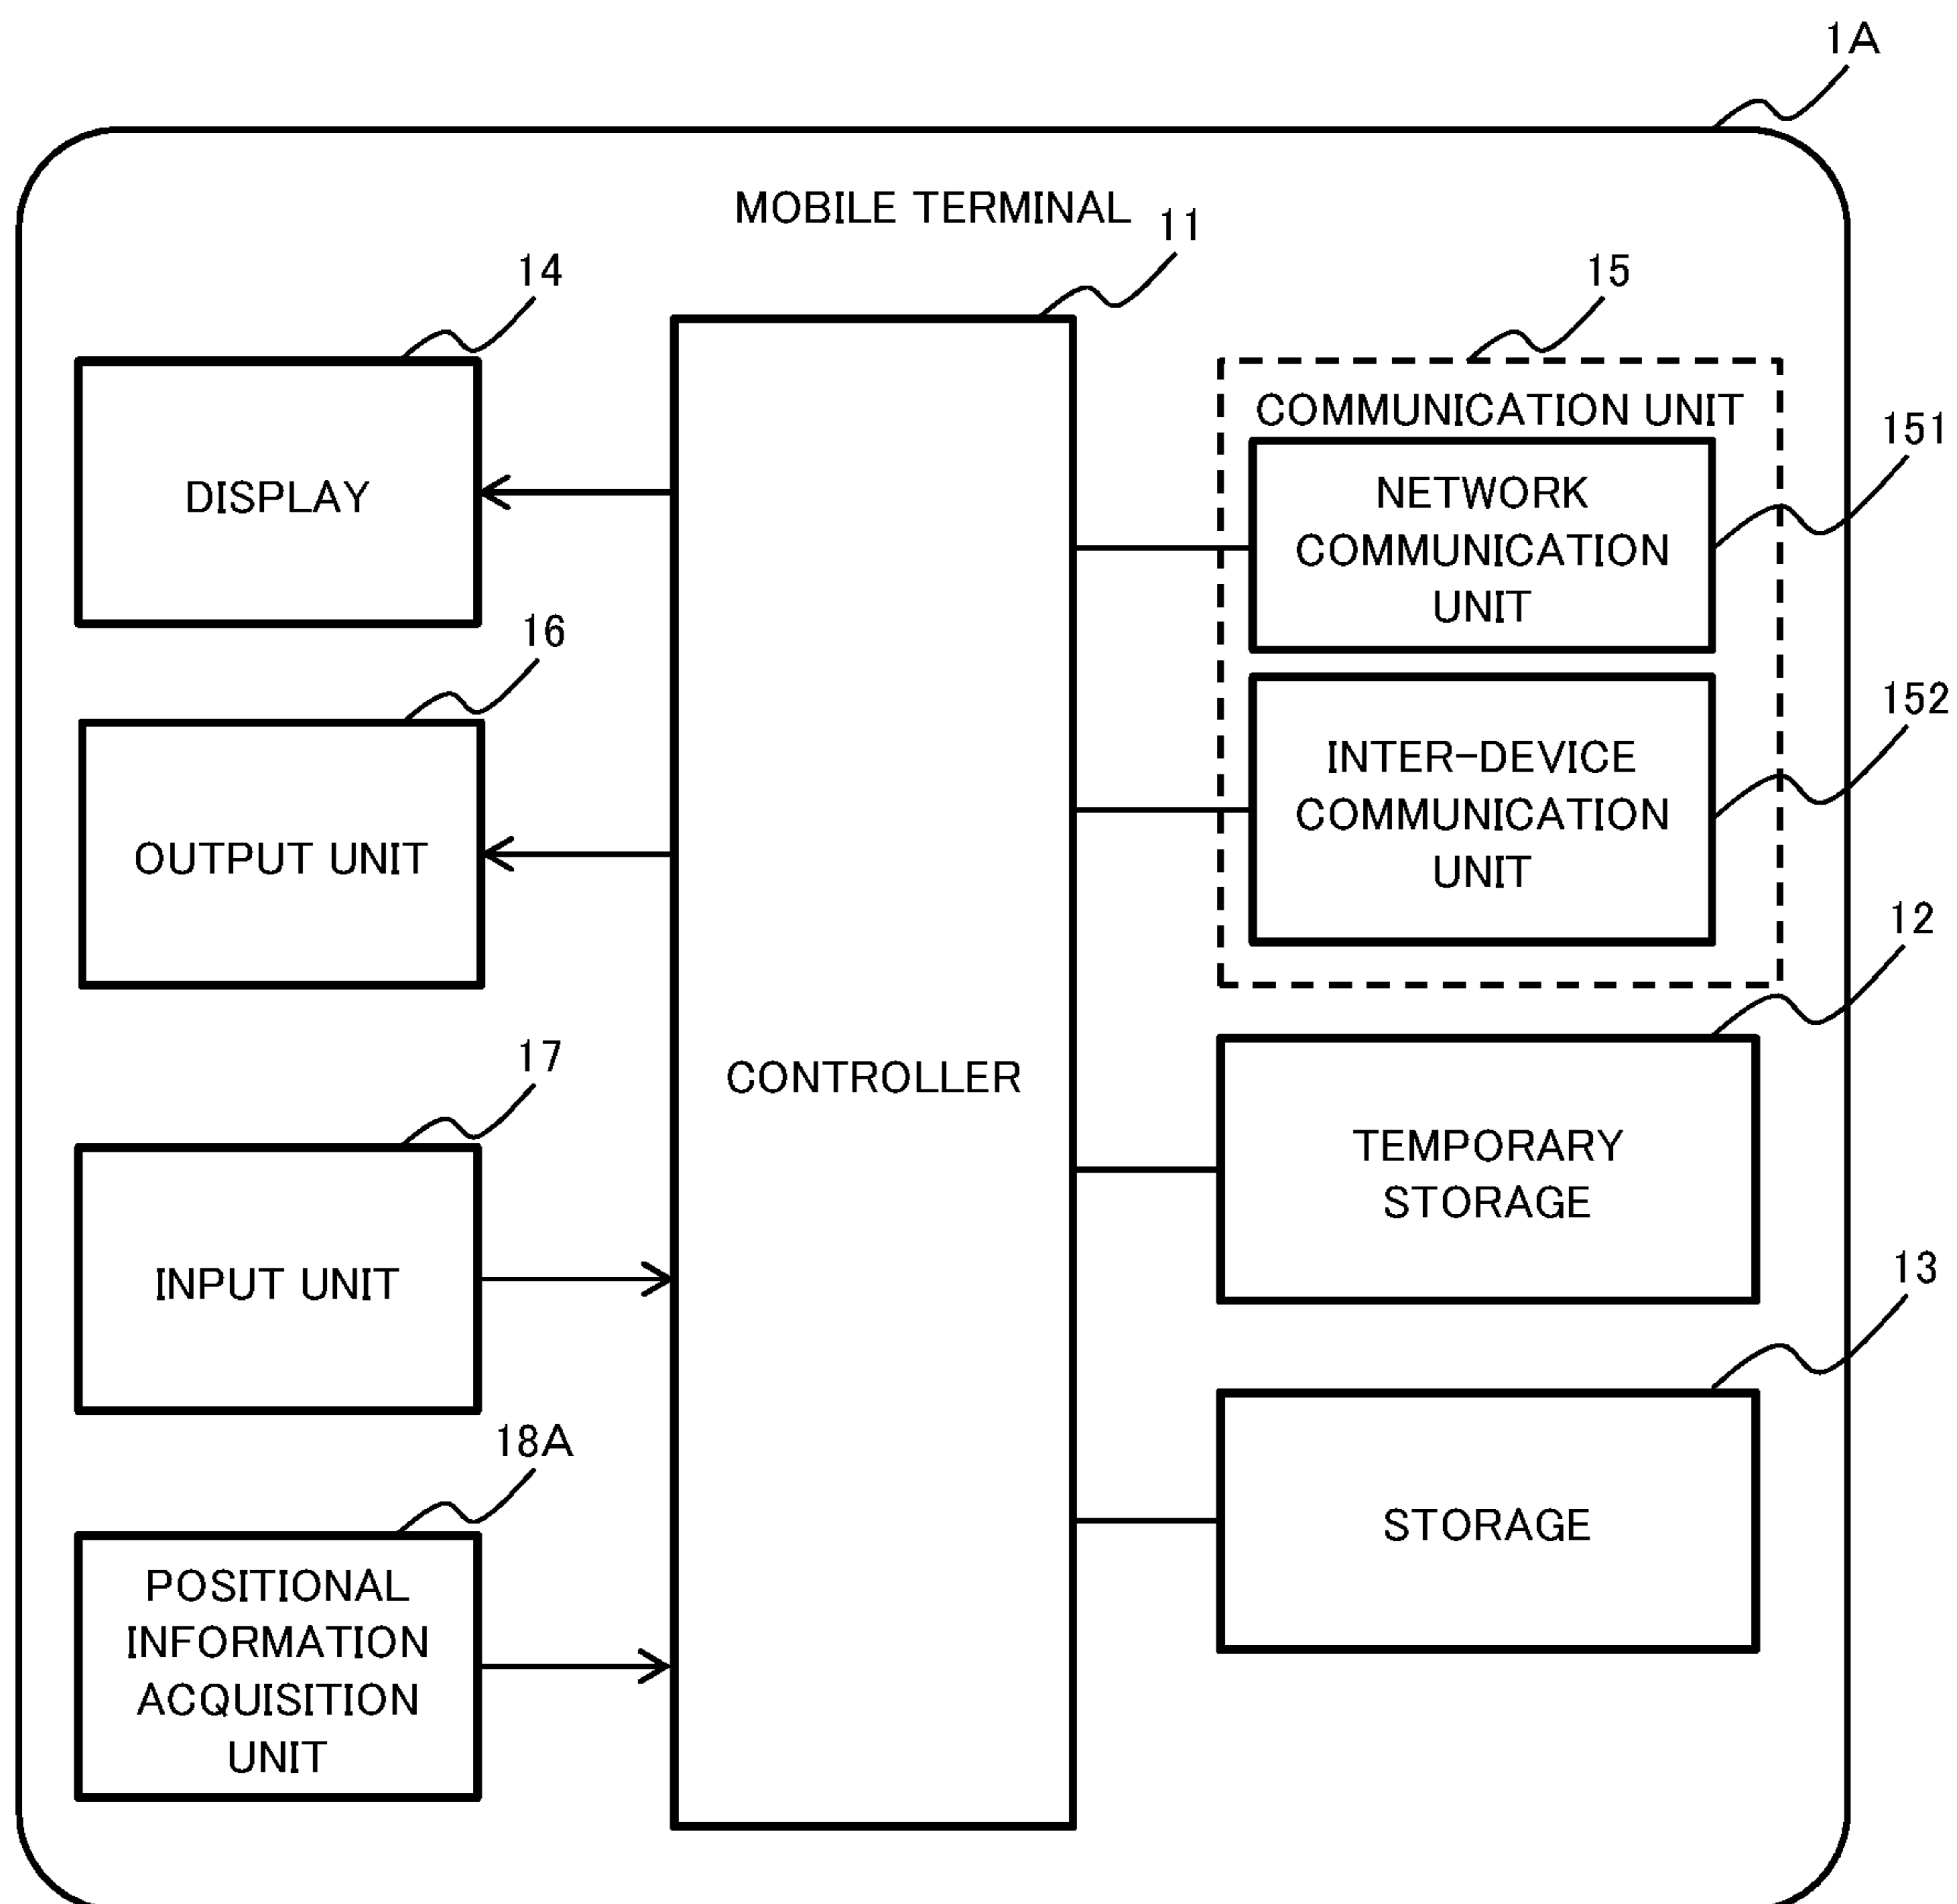 1A
MOBILE TERMINAL
11
14
15
COMMUNICATION UNIT
151
DISPLAY
NETWORK
COMMUNICATION
UNIT
16
152
OUTPUT UNIT
INTER-DEVICE
COMMUNICATION
UNIT
12
17
CONTROLLER
TEMPORARY
STORAGE
INPUT UNIT
13
18A
STORAGE
POSITIONAL
INFORMATION
ACQUISITION
UNIT